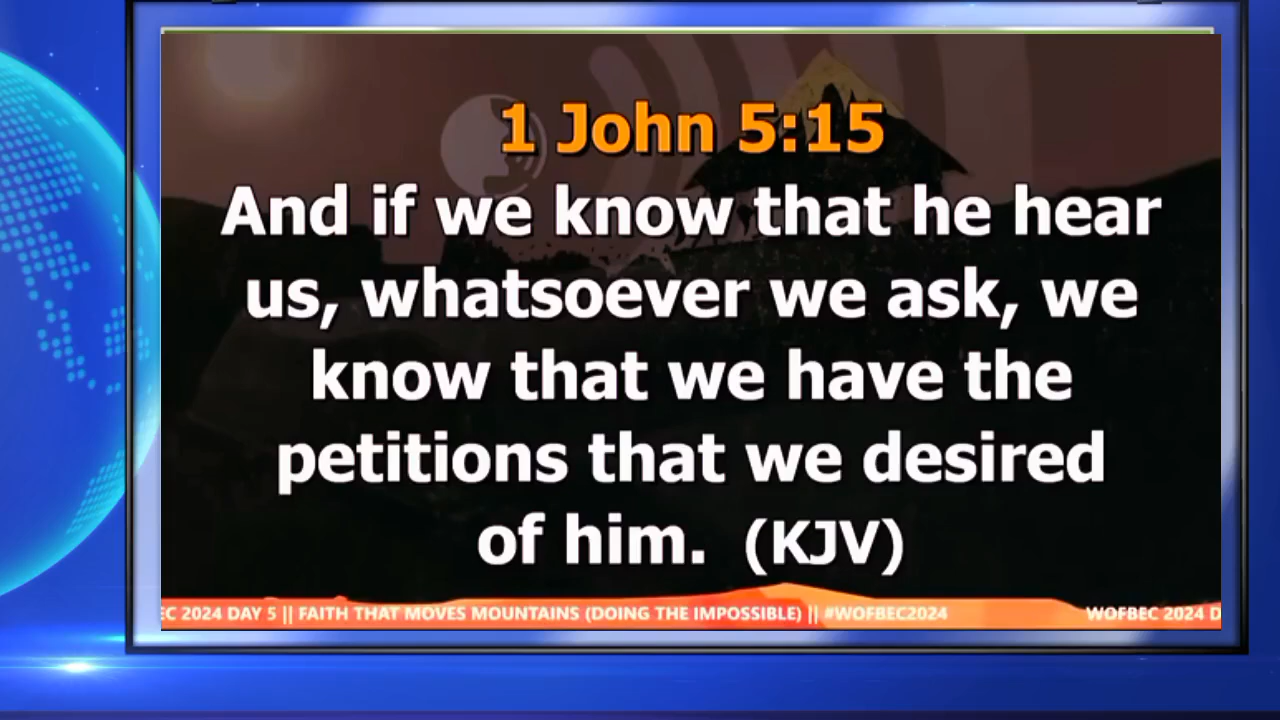 1 John 5:15
And if we know that he hear
us, whatsoever we ask, we
know that we have the
petitions that we desired
of him. (KJV)
EC 2024 DAY 5 || FAITH THAT MOVES MOUNTAINS (DOING THE IMPOSSIBLE) || #WOFBEC2024 WOFBEC 2024 D